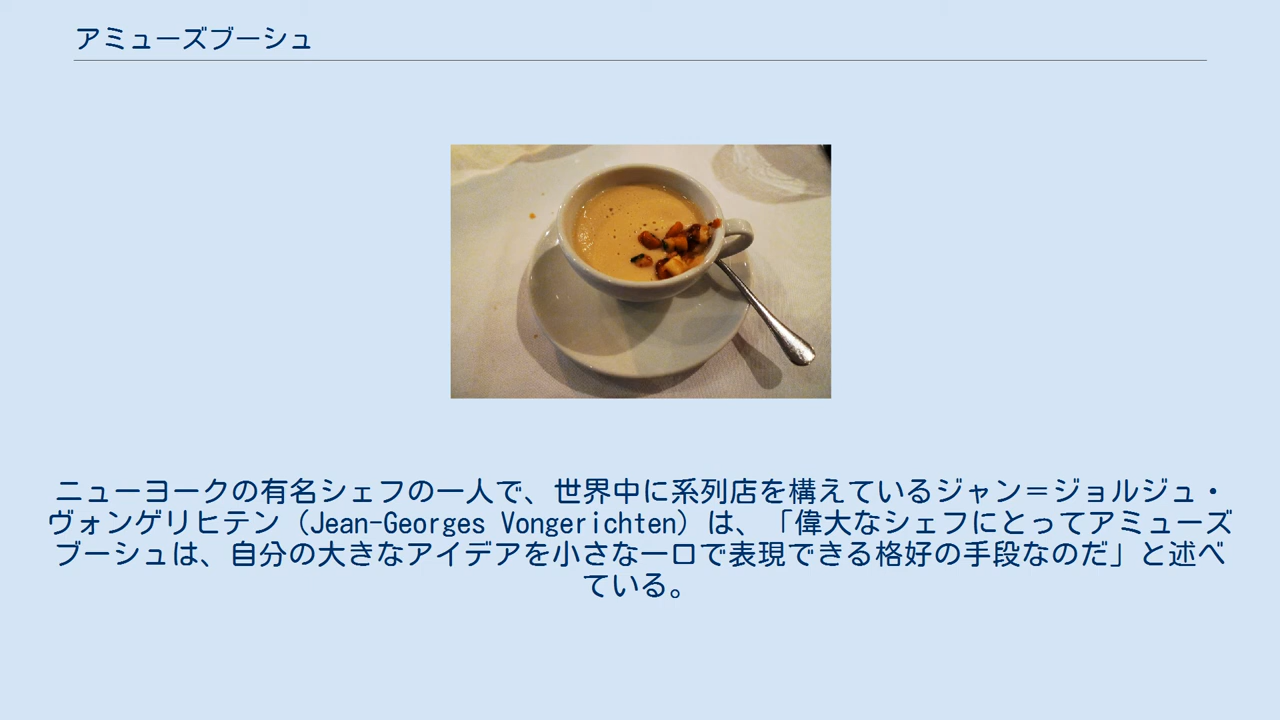 アミューズブーシュ
ニューヨークの有名シェフの一人で、世界中に系列店を構えているジャン＝ジョルジュ・
ヴォンゲリヒテン（Jean-Georges Vongerichten）は、「偉大なシェフにとってアミューズ
ブーシュは、自分の大きなアイデアを小さな一口で表現できる格好の手段なのだ」と述べ
ている。